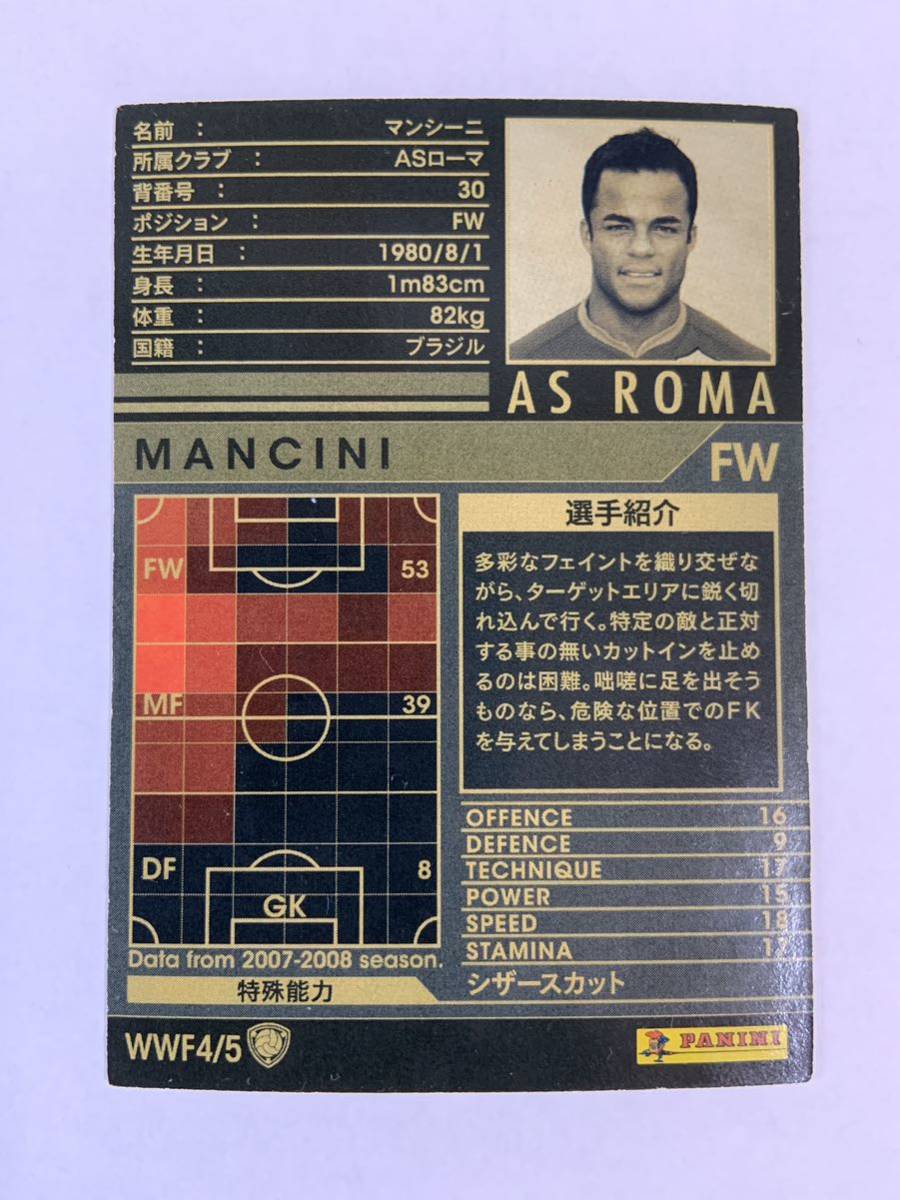 名前 : マンシーニ
所属クラブ : ASローマ
背番号 : 30
ポジション : FW
生年月日 : 1980/8/1
身長 : 1m83cm
体重 : 82kg
国籍 : ブラジル
AS ROMA
MANCINI
FW
FW 53
MF 39
DF 8
GK
Data from 2007-2008 season.
選手紹介
多彩なフェイントを織り交ぜな
がら、ターゲットエリアに鋭く切
れ込んで行く。特定の敵と正対
する事の無いカットインを止め
るのは困難。咄嗟に足を出そう
ものなら、危険な位置でのFK
を与えてしまうことになる。
OFFENCE 16
DEFENCE 9
TECHNIQUE 17
POWER 15
SPEED 18
STAMINA
特殊能力
シザースカット
WWF4/5
PANINI